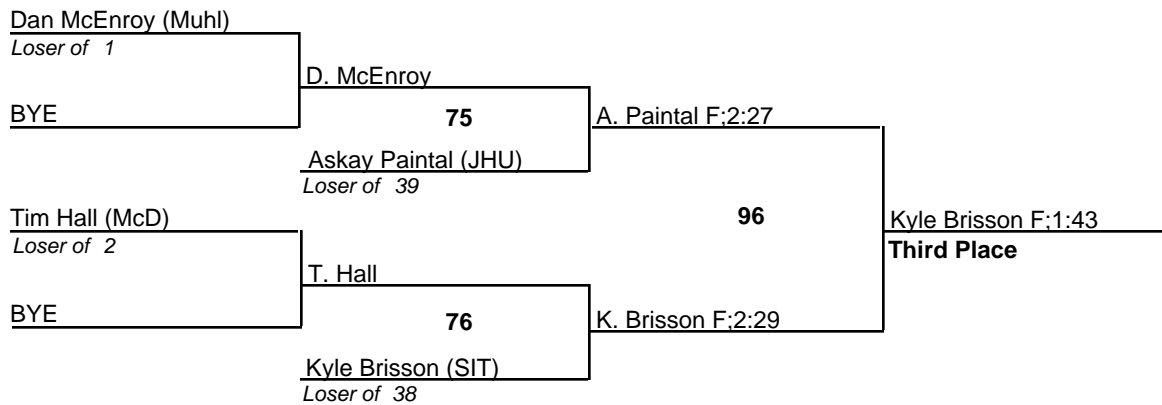 Dan McEnroy (Muhl)
Loser of 1
D. McEnroy
BYE
75
A. Paintal F;2:27
Askay Paintal (JHU)
Loser of 39
Tim Hall (McD)
96
Kyle Brisson F;1:43
Loser of 2
Third Place
T. Hall
BYE
76
K. Brisson F;2:29
Kyle Brisson (SIT)
Loser of 38